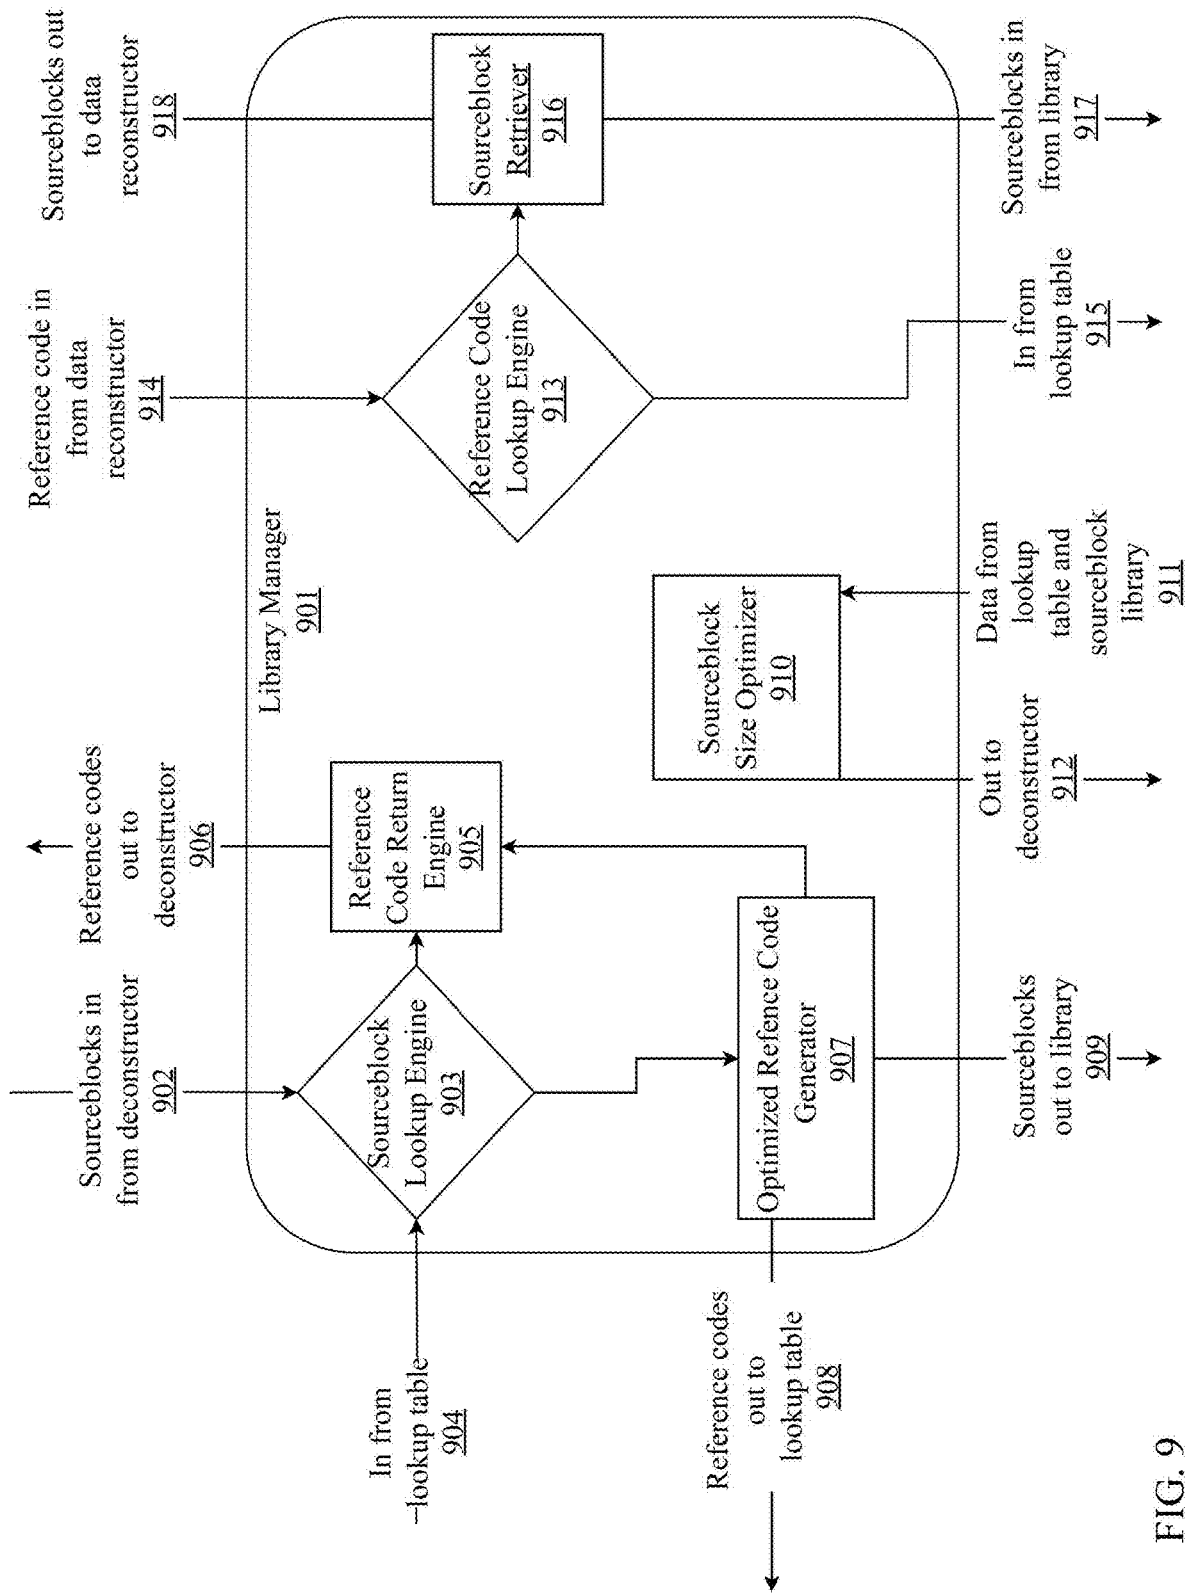 Sourceblocks in
from deconstructor
902
Reference codes
out to
deconstructor
906
Reference code in
from data
reconstructor
914
Sourceblocks out
to data
reconstructor
918
Library Manager
901
In from
lookup table
904
Sourceblock
Lookup Engine
903
Reference
Code Return
Engine
905
Reference Code
Lookup Engine
913
Sourceblock
Retriever
916
Reference codes
out to
lookup table
908
Optimized Refence Code
Generator
907
Sourceblock
Size Optimizer
910
Sourceblocks
out to library
909
Out to
deconstructor
912
Data from
lookup
table and
sourceblock
library
911
In from
lookup table
915
Sourceblocks in
from library
917
FIG. 9